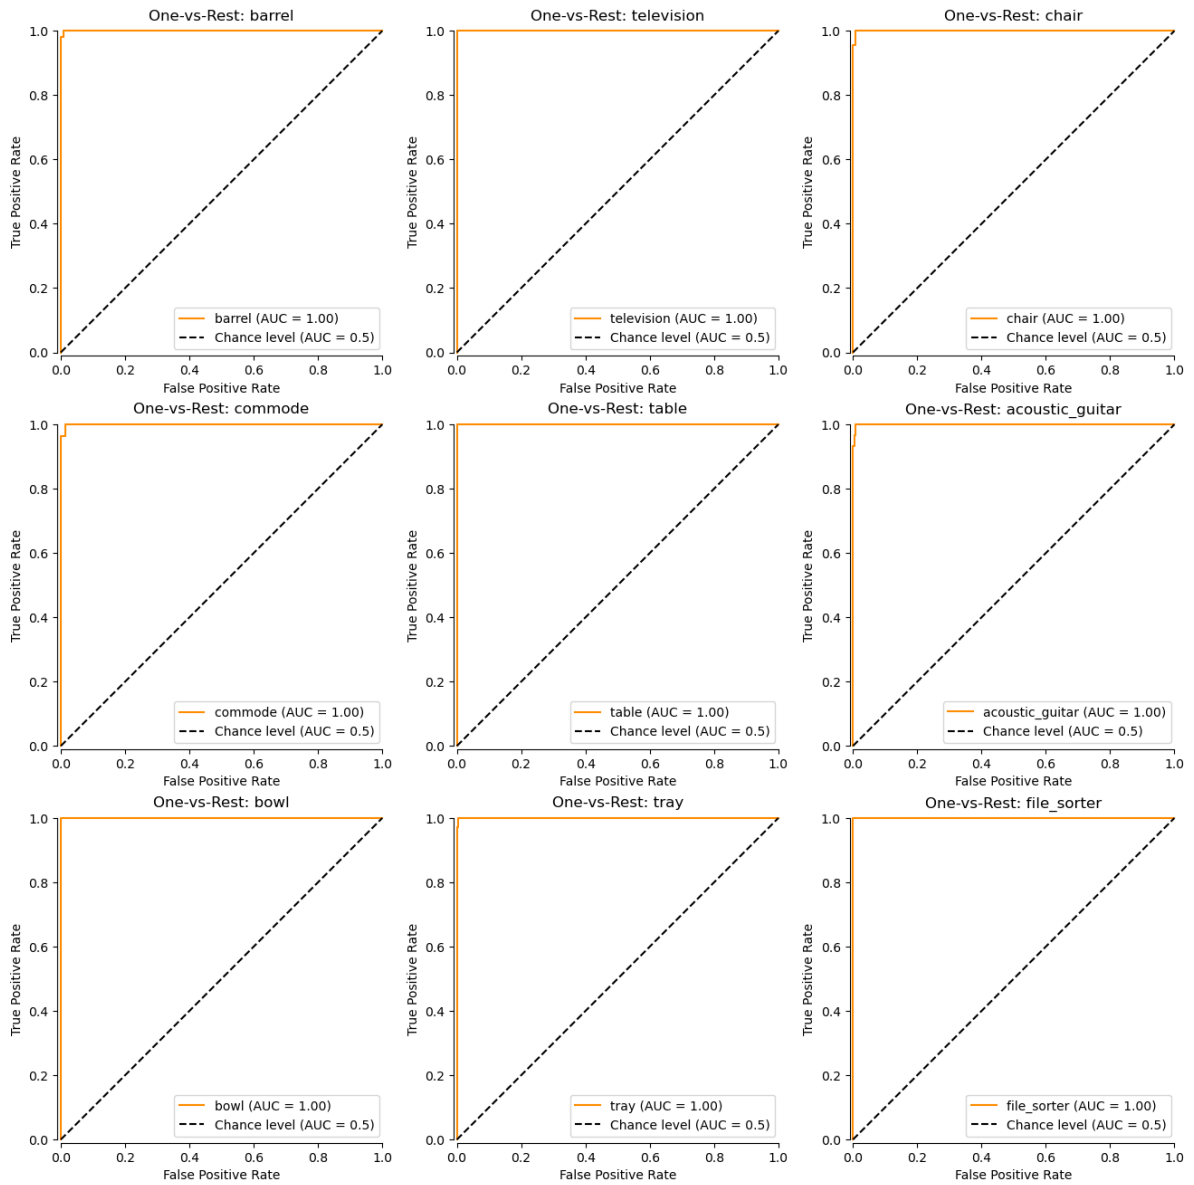 One-vs-Rest: barrel
1.0
0.8
0.6
0.4
0.2
0.0
True Positive Rate
barrel (AUC = 1.00)
Chance level (AUC = 0.5)
0.0 0.2 0.4 0.6 0.8 1.0
False Positive Rate
One-vs-Rest: television
1.0
0.8
0.6
0.4
0.2
0.0
True Positive Rate
television (AUC = 1.00)
Chance level (AUC = 0.5)
0.0 0.2 0.4 0.6 0.8 1.0
False Positive Rate
One-vs-Rest: chair
1.0
0.8
0.6
0.4
0.2
0.0
True Positive Rate
chair (AUC = 1.00)
Chance level (AUC = 0.5)
0.0 0.2 0.4 0.6 0.8 1.0
False Positive Rate
One-vs-Rest: commode
1.0
0.8
0.6
0.4
0.2
0.0
True Positive Rate
commode (AUC = 1.00)
Chance level (AUC = 0.5)
0.0 0.2 0.4 0.6 0.8 1.0
False Positive Rate
One-vs-Rest: table
1.0
0.8
0.6
0.4
0.2
0.0
True Positive Rate
table (AUC = 1.00)
Chance level (AUC = 0.5)
0.0 0.2 0.4 0.6 0.8 1.0
False Positive Rate
One-vs-Rest: acoustic_guitar
1.0
0.8
0.6
0.4
0.2
0.0
True Positive Rate
acoustic_guitar (AUC = 1.00)
Chance level (AUC = 0.5)
0.0 0.2 0.4 0.6 0.8 1.0
False Positive Rate
One-vs-Rest: bowl
1.0
0.8
0.6
0.4
0.2
0.0
True Positive Rate
bowl (AUC = 1.00)
Chance level (AUC = 0.5)
0.0 0.2 0.4 0.6 0.8 1.0
False Positive Rate
One-vs-Rest: tray
1.0
0.8
0.6
0.4
0.2
0.0
True Positive Rate
tray (AUC = 1.00)
Chance level (AUC = 0.5)
0.0 0.2 0.4 0.6 0.8 1.0
False Positive Rate
One-vs-Rest: file_sorter
1.0
0.8
0.6
0.4
0.2
0.0
True Positive Rate
file_sorter (AUC = 1.00)
Chance level (AUC = 0.5)
0.0 0.2 0.4 0.6 0.8 1.0
False Positive Rate